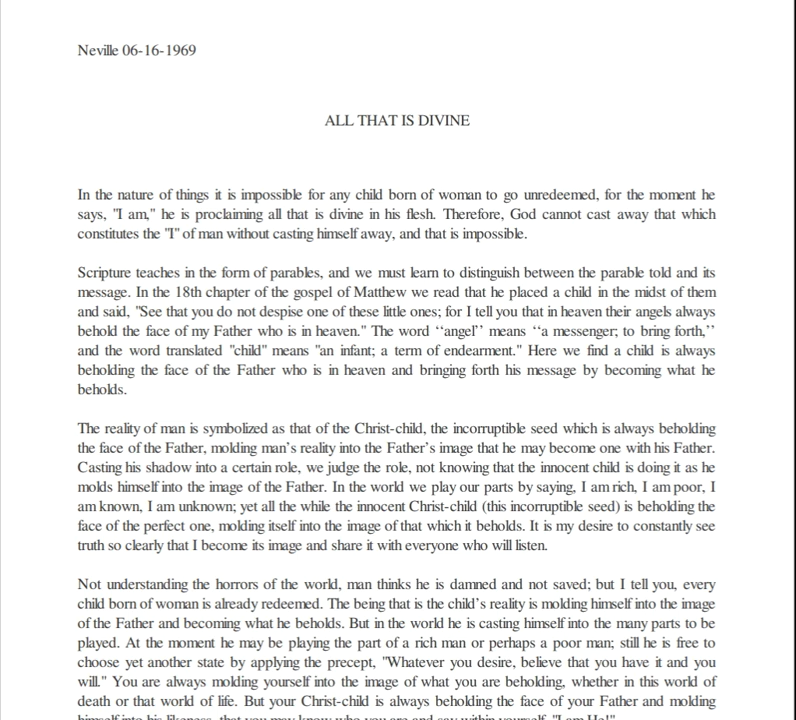 Neville 06-16-1969
ALL THAT IS DIVINE
In the nature of things it is impossible for any child born of woman to go unredeemed, for the moment he
says, "I am," he is proclaiming all that is divine in his flesh. Therefore, God cannot cast away that which
constitutes the "I" of man without casting himself away, and that is impossible.
Scripture teaches in the form of parables, and we must learn to distinguish between the parable told and its
message. In the 18th chapter of the gospel of Matthew we read that he placed a child in the midst of them
and said, "See that you do not despise one of these little ones; for I tell you that in heaven their angels always
behold the face of my Father who is in heaven." The word ‘‘angel’’ means ‘‘a messenger; to bring forth,’’
and the word translated "child" means "an infant; a term of endearment." Here we find a child is always
beholding the face of the Father who is in heaven and bringing forth his message by becoming what he
beholds.
The reality of man is symbolized as that of the Christ-child, the incorruptible seed which is always beholding
the face of the Father, molding man’s reality into the Father’s image that he may become one with his Father.
Casting his shadow into a certain role, we judge the role, not knowing that the innocent child is doing it as he
molds himself into the image of the Father. In the world we play our parts by saying, I am rich, I am poor, I
am known, I am unknown; yet all the while the innocent Christ-child (this incorruptible seed) is beholding the
face of the perfect one, molding itself into the image of that which it beholds. It is my desire to constantly see
truth so clearly that I become its image and share it with everyone who will listen.
Not understanding the horrors of the world, man thinks he is damned and not saved; but I tell you, every
child born of woman is already redeemed. The being that is the child’s reality is molding himself into the image
of the Father and becoming what he beholds. But in the world he is casting himself into the many parts to be
played. At the moment he may be playing the part of a rich man or perhaps a poor man; still he is free to
choose yet another state by applying the precept, "Whatever you desire, believe that you have it and you
will." You are always molding yourself into the image of what you are beholding, whether in this world of
death or that world of life. But your Christ-child is always beholding the face of your Father and molding
himself into his likeness, that you may know who you are and say within yourself, "I am He!"